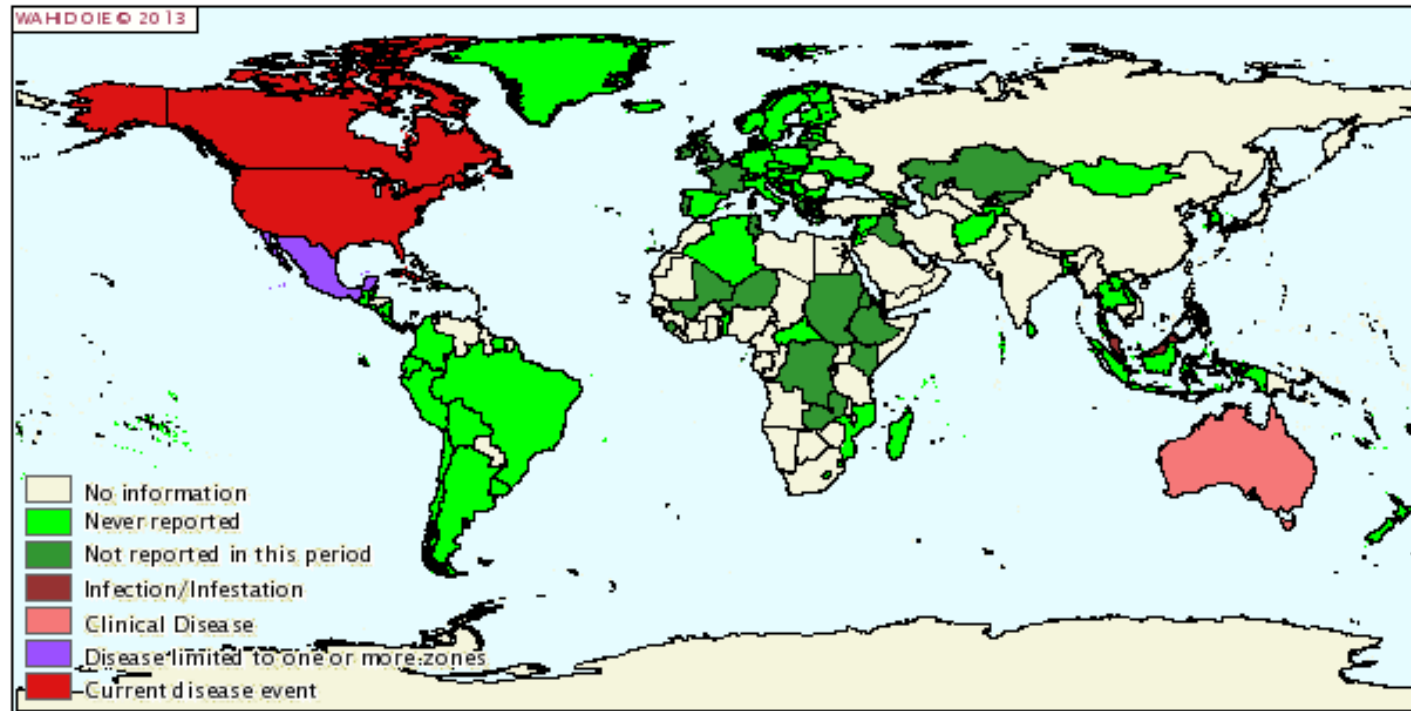 WAHID OIE © 2013
No information
Never reported
Not reported in this period
Infection/Infestation
Clinical Disease
Disease limited to one or more zones
Current disease event